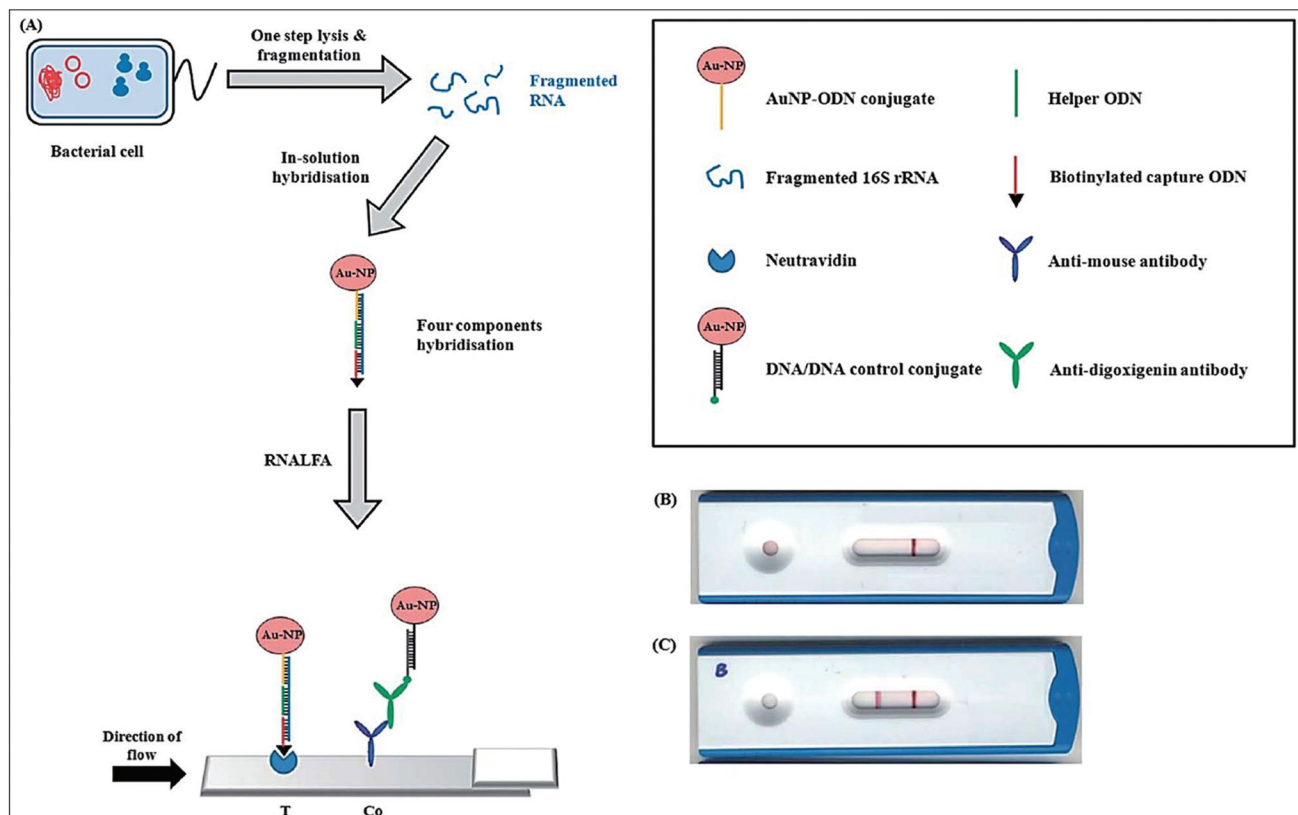 (A)
One step lysis &
fragmentation
Fragmented
RNA
Bacterial cell
In-solution
hybridisation
Au-NP
Four components
hybridisation
RNALFA
Au-NP
Au-NP
Direction of
flow
T
Co
Au-NP
AuNP-ODN conjugate
Helper ODN
Fragmented 16S rRNA
Biotinylated capture ODN
Neutravidin
Anti-mouse antibody
Au-NP
DNA/DNA control conjugate
Anti-digoxigenin antibody
(B)
(C)
B